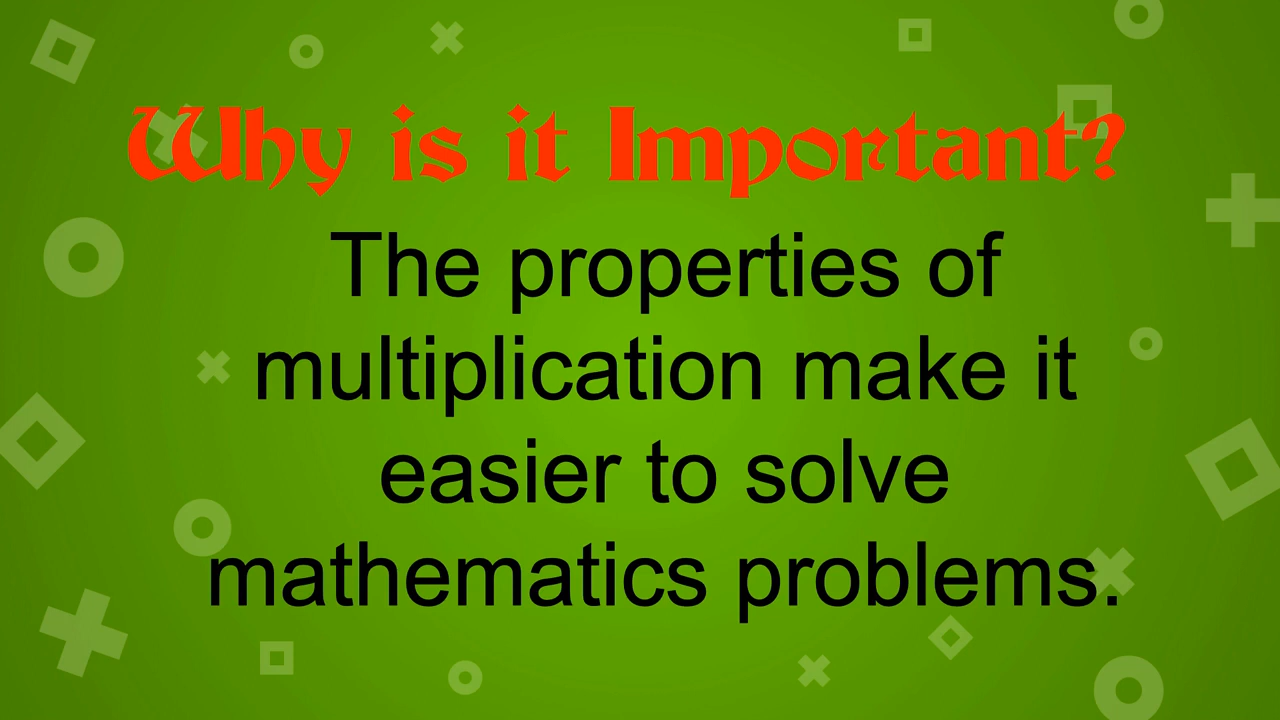 Why is it Important?
The properties of
multiplication make it
easier to solve
mathematics problems.